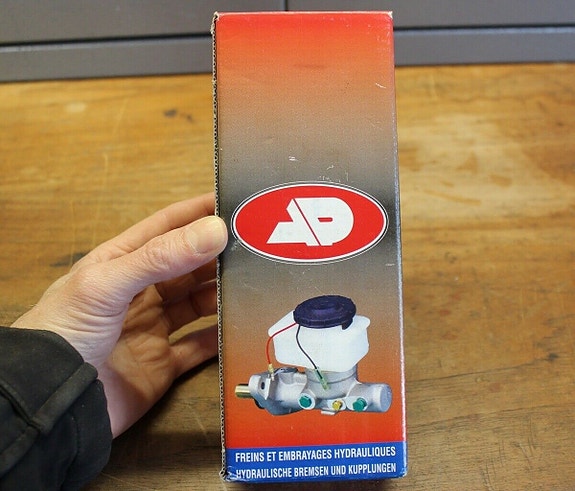 AP
FREINS ET EMBRAYAGES HYDRAULIQUES
HYDRAULISCHE BREMSEN UND KUPPLUNGEN